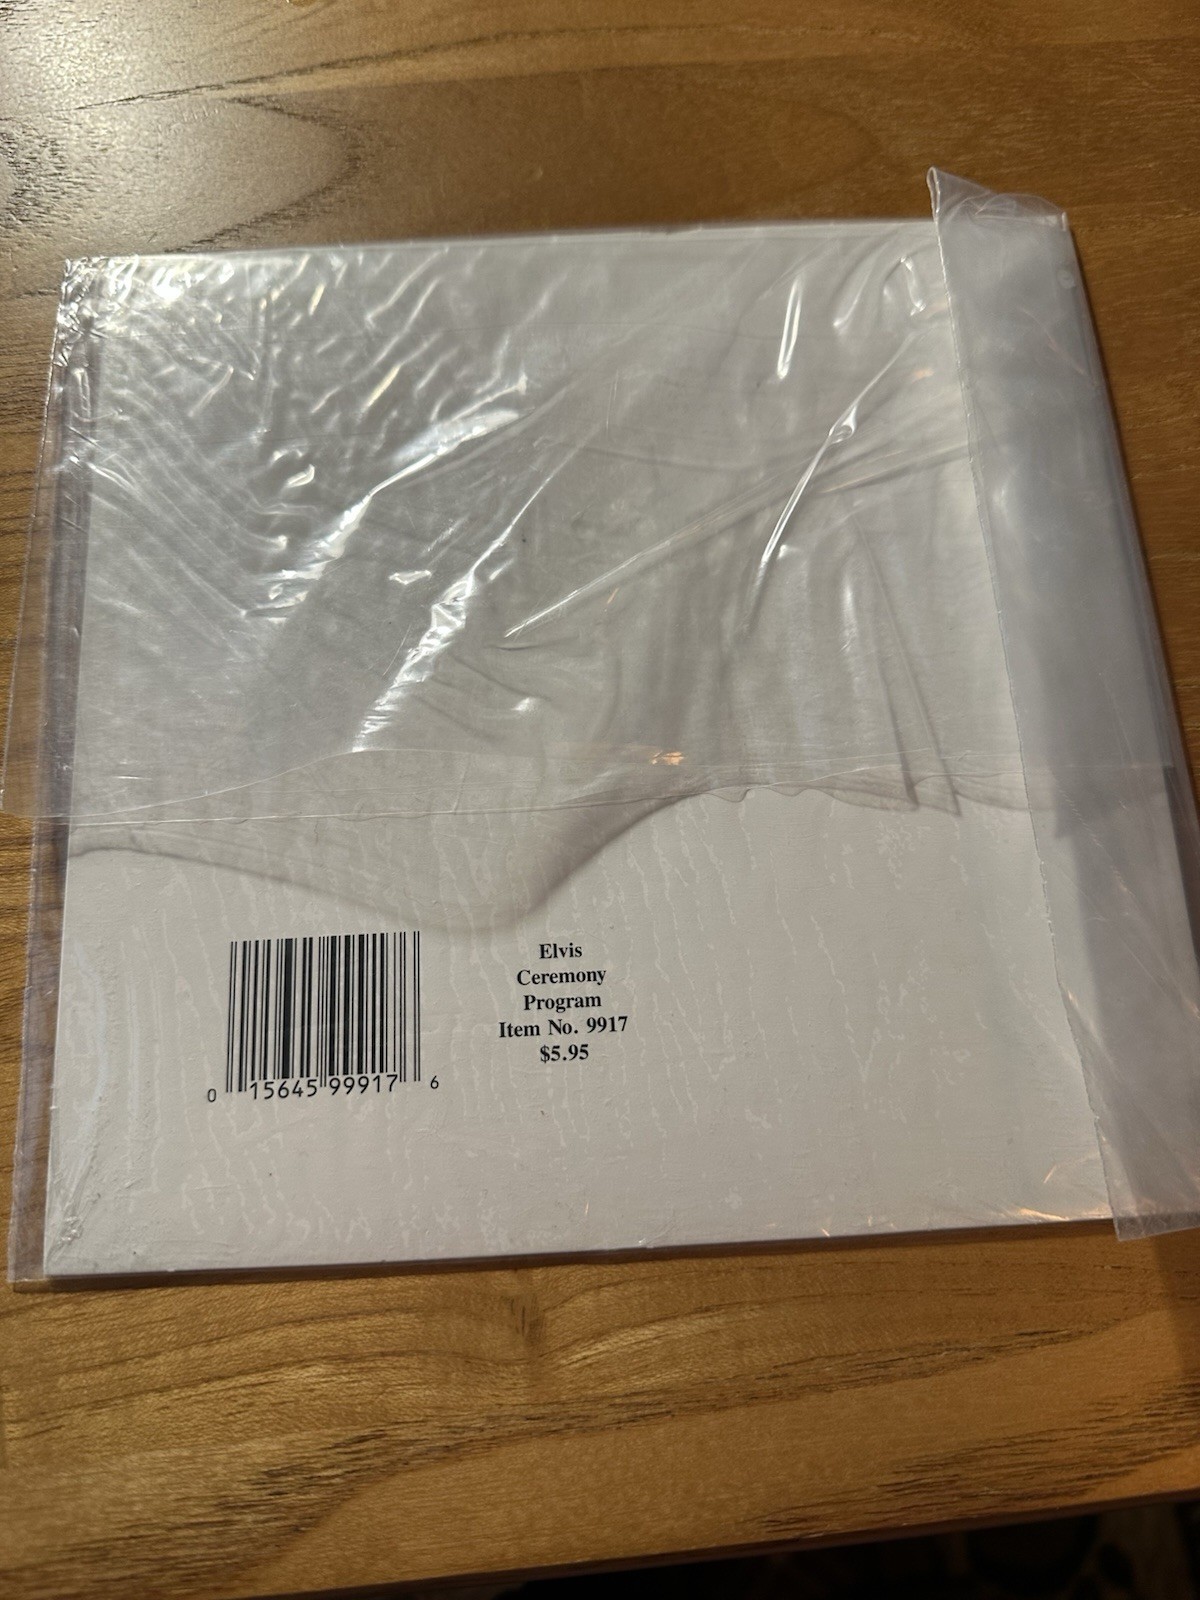 Elvis
Ceremony
Program
Item No. 9917
$5.95
0 15645 99917 6